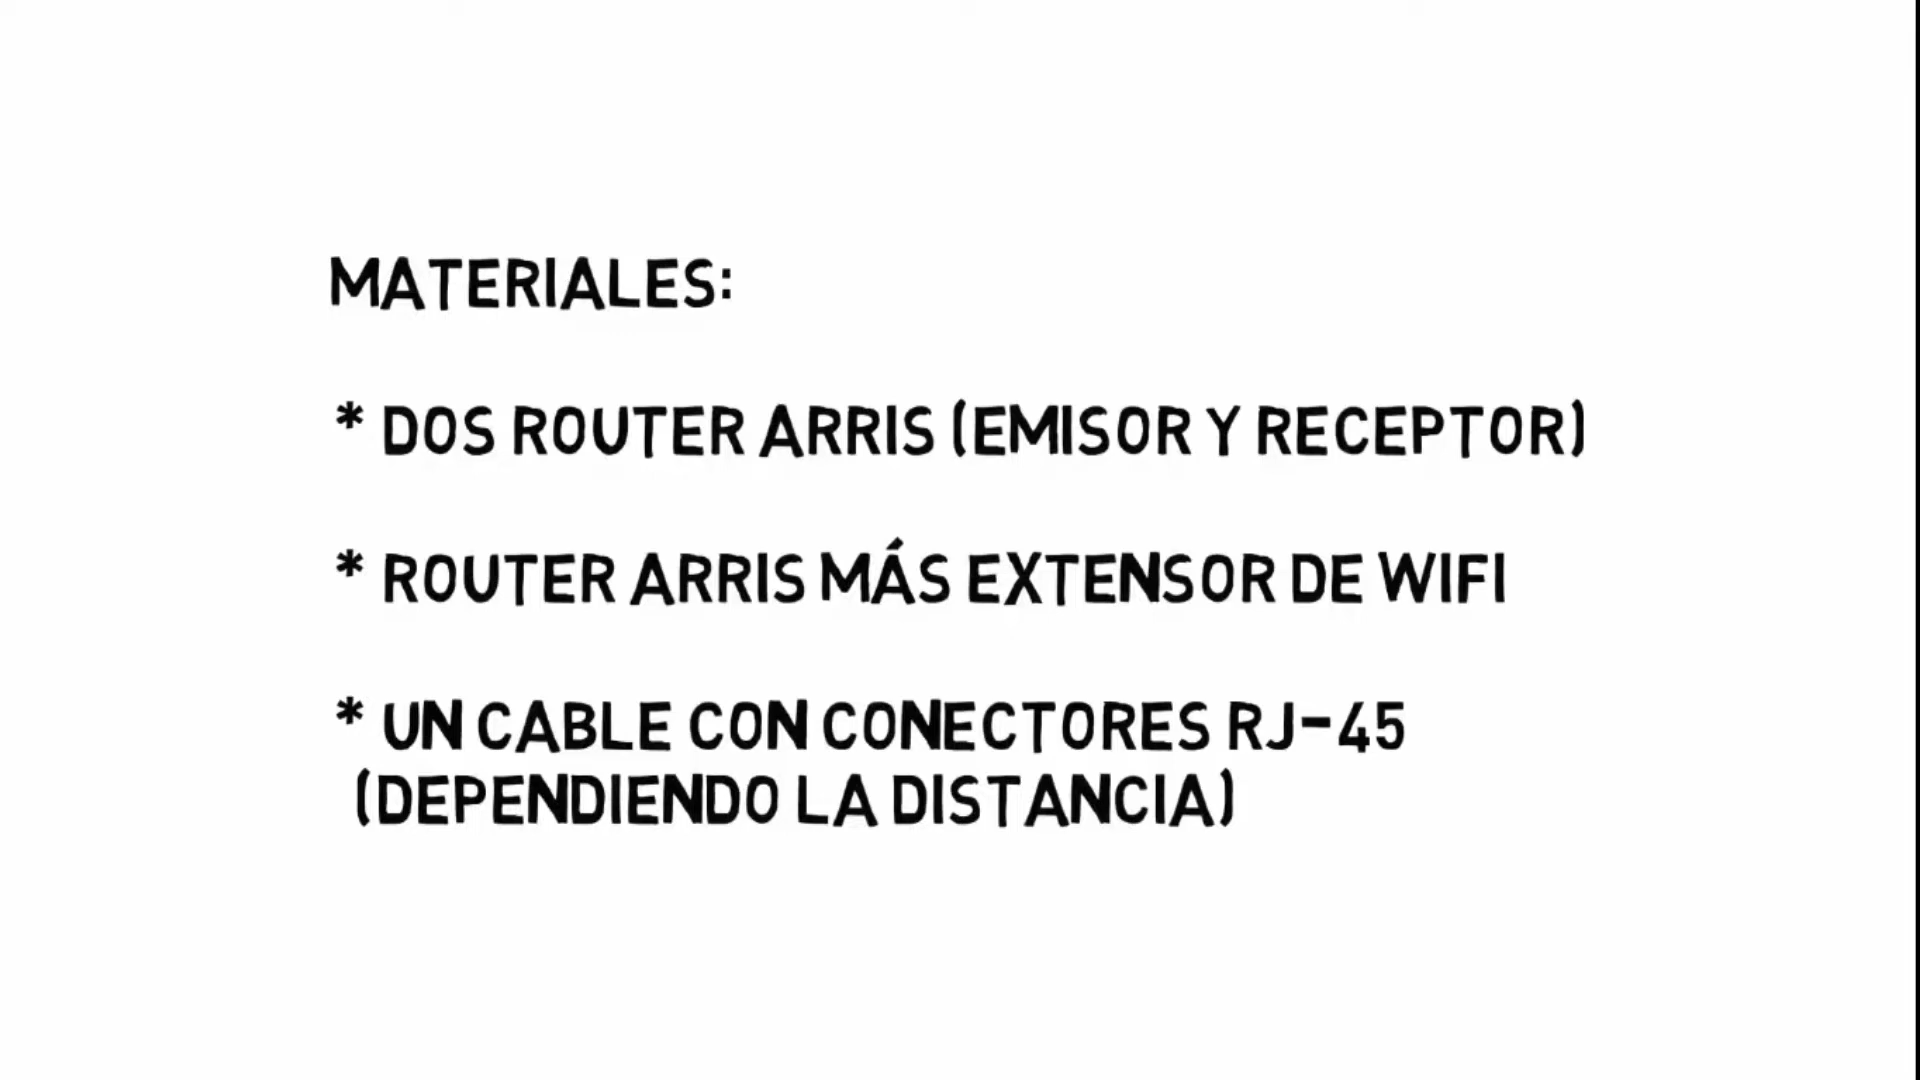 MATERIALES:
* DOS ROUTER ARRIS (EMISOR Y RECEPTOR)
* ROUTER ARRIS MÁS EXTENSOR DE WIFI
* UN CABLE CON CONECTORES RJ-45
(DEPENDIENDO LA DISTANCIA)